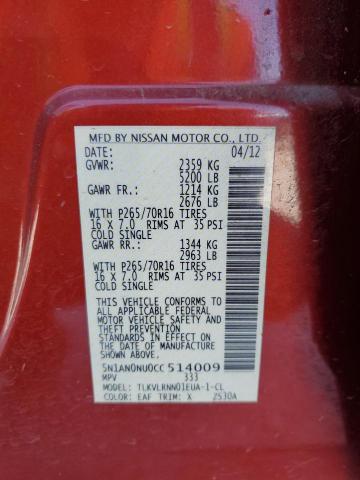 MFD BY NISSAN MOTOR CO., LTD.
DATE: 04/12
GVWR: 2359 KG
5200 LB
GAWR FR.: 1214 KG
2676 LB
WITH P265/70R16 TIRES
16 X 7.0 RIMS AT 35 PSI
COLD SINGLE
GAWR RR.: 1344 KG
2963 LB
WITH P265/70R16 TIRES
16 X 7.0 RIMS AT 35 PSI
COLD SINGLE
THIS VEHICLE CONFORMS TO
ALL APPLICABLE FEDERAL
MOTOR VEHICLE SAFETY
STANDARDS IN EFFECT ON THE
DATE OF MANUFACTURE SHOWN
ABOVE.
5N1AN0NU0CC514009
MPV 333
MODEL: TLKVLRNN01EUA-1-CL
COLOR: EAF TRIM: X 2530A